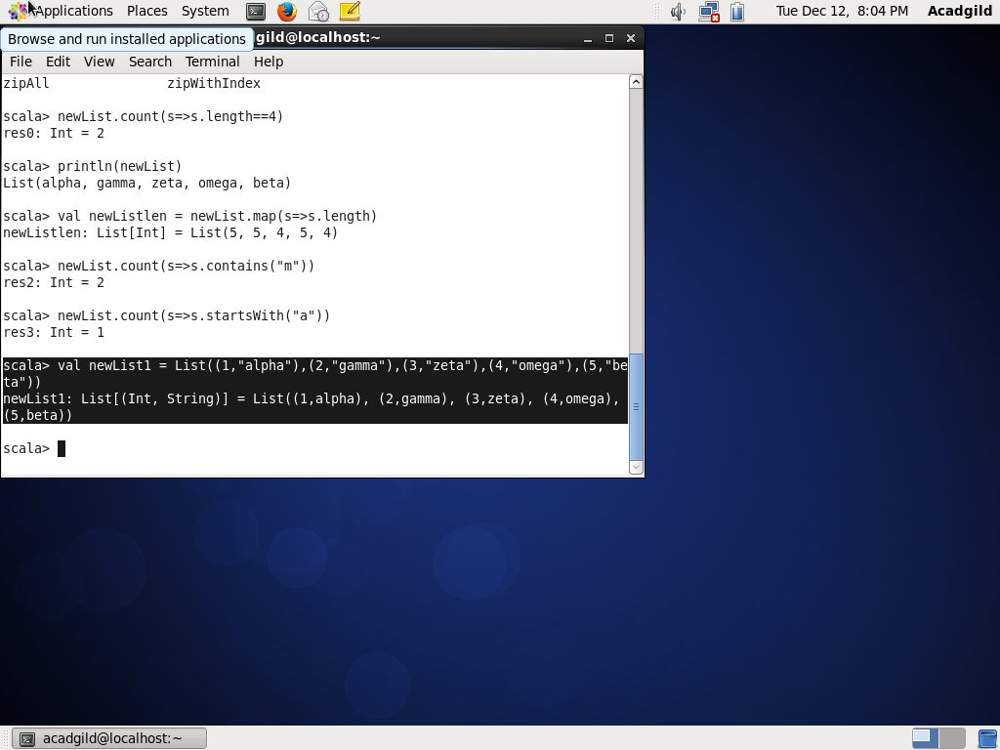 Applications Places System Tue Dec 12, 8:04 PM Acadgild
Browse and run installed applications
gild@localhost:~
File Edit View Search Terminal Help
zipAll zipWithIndex
scala> newList.count(s=>s.length==4)
res0: Int = 2
scala> println(newList)
List(alpha, gamma, zeta, omega, beta)
scala> val newListlen = newList.map(s=>s.length)
newListlen: List[Int] = List(5, 5, 4, 5, 4)
scala> newList.count(s=>s.contains("m"))
res2: Int = 2
scala> newList.count(s=>s.startsWith("a"))
res3: Int = 1
scala> val newList1 = List((1,"alpha"),(2,"gamma"),(3,"zeta"),(4,"omega"),(5,"be
ta"))
newList1: List[(Int, String)] = List((1,alpha), (2,gamma), (3,zeta), (4,omega),
(5,beta))
scala>
acadgild@localhost:~